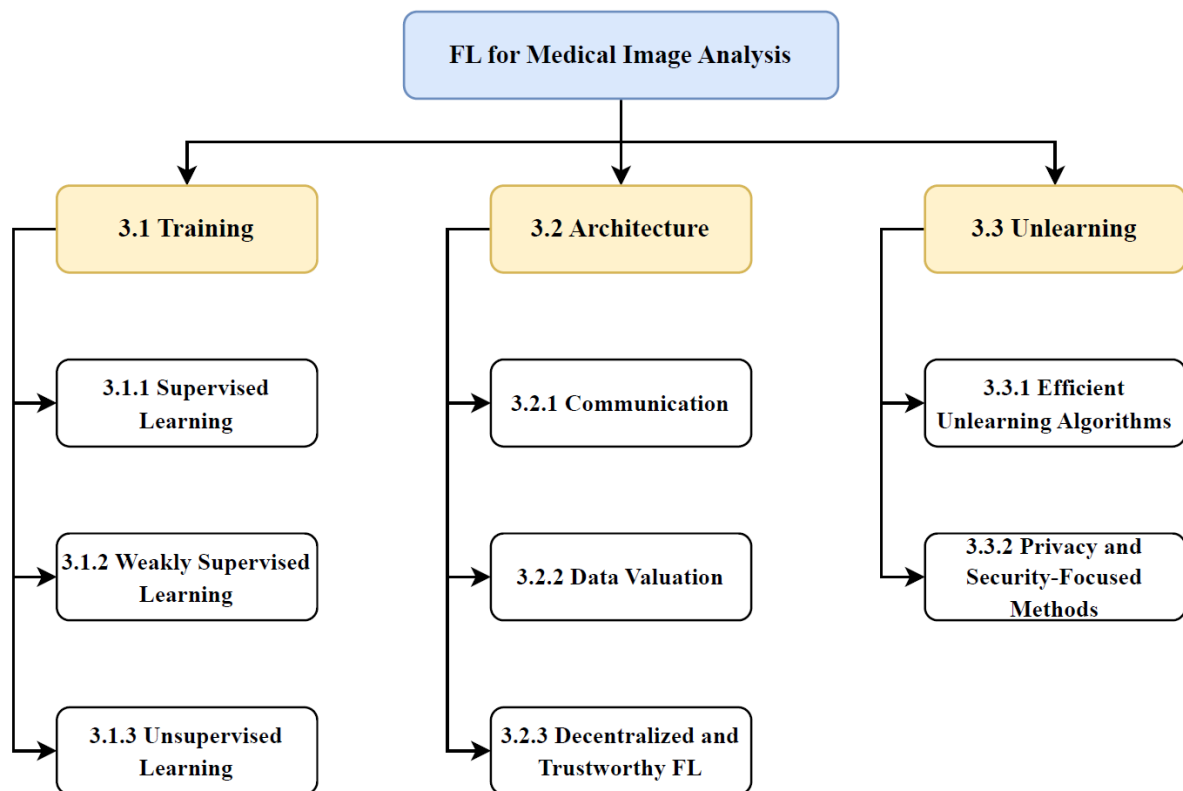 FL for Medical Image Analysis
3.1 Training
3.2 Architecture
3.3 Unlearning
3.1.1 Supervised
Learning
3.2.1 Communication
3.3.1 Efficient
Unlearning Algorithms
3.1.2 Weakly Supervised
Learning
3.2.2 Data Valuation
3.3.2 Privacy and
Security-Focused
Methods
3.1.3 Unsupervised
Learning
3.2.3 Decentralized and
Trustworthy FL